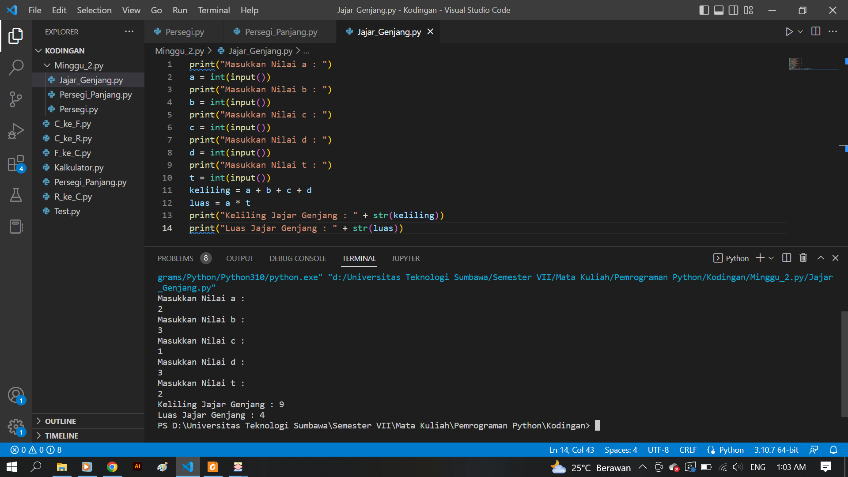 File Edit Selection View Go Run Terminal Help Jajar_Genjang.py - Kodingan - Visual Studio Code
EXPLORER ...
KODINGAN
Minggu_2.py
Jajar_Genjang.py
Persegi_Panjang.py
Persegi.py
C_ke_F.py
C_ke_R.py
F_ke_C.py
Kalkulator.py
Persegi_Panjang.py
R_ke_C.py
Test.py
OUTLINE
TIMELINE
4
1
1
Persegi.py Persegi_Panjang.py Jajar_Genjang.py
Minggu_2.py > Jajar_Genjang.py > ...
1 print("Masukkan Nilai a : ")
2 a = int(input())
3 print("Masukkan Nilai b : ")
4 b = int(input())
5 print("Masukkan Nilai c : ")
6 c = int(input())
7 print("Masukkan Nilai d : ")
8 d = int(input())
9 print("Masukkan Nilai t : ")
10 t = int(input())
11 keliling = a + b + c + d
12 luas = a * t
13 print("Keliling Jajar Genjang : " + str(keliling))
14 print("Luas Jajar Genjang : " + str(luas))
PROBLEMS 8 OUTPUT DEBUG CONSOLE TERMINAL JUPYTER Python
grams/Python/Python310/python.exe" "d:/Universitas Teknologi Sumbawa/Semester VII/Mata Kuliah/Pemrograman Python/Kodingan/Minggu_2.py/Jajar
_Genjang.py"
Masukkan Nilai a :
2
Masukkan Nilai b :
3
Masukkan Nilai c :
1
Masukkan Nilai d :
3
Masukkan Nilai t :
2
Keliling Jajar Genjang : 9
Luas Jajar Genjang : 4
PS D:\Universitas Teknologi Sumbawa\Semester VII\Mata Kuliah\Pemrograman Python\Kodingan>
0 0 8 Ln 14, Col 43 Spaces: 4 UTF-8 CRLF Python 3.10.7 64-bit
Ai 25°C Berawan ENG 1:03 AM